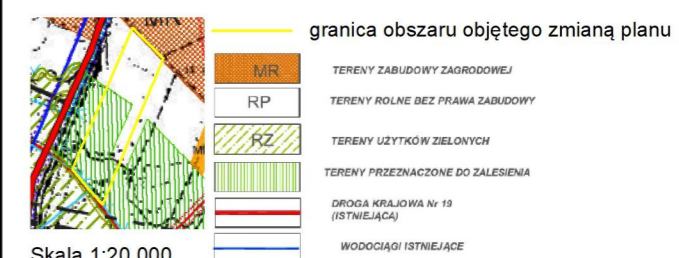 granica obszaru objętego zmianą planu
MR
TERENY ZABUDOWY ZAGRODOWEJ
RP
TERENY ROLNE BEZ PRAWA ZABUDOWY
RZ
TERENY UŻYTKÓW ZIELONYCH
TERENY PRZEZNACZONE DO ZALESIENIA
DROGA KRAJOWA Nr 19
(ISTNIEJĄCA)
WODOCIĄGI ISTNIEJĄCE
Skala 1:20 000